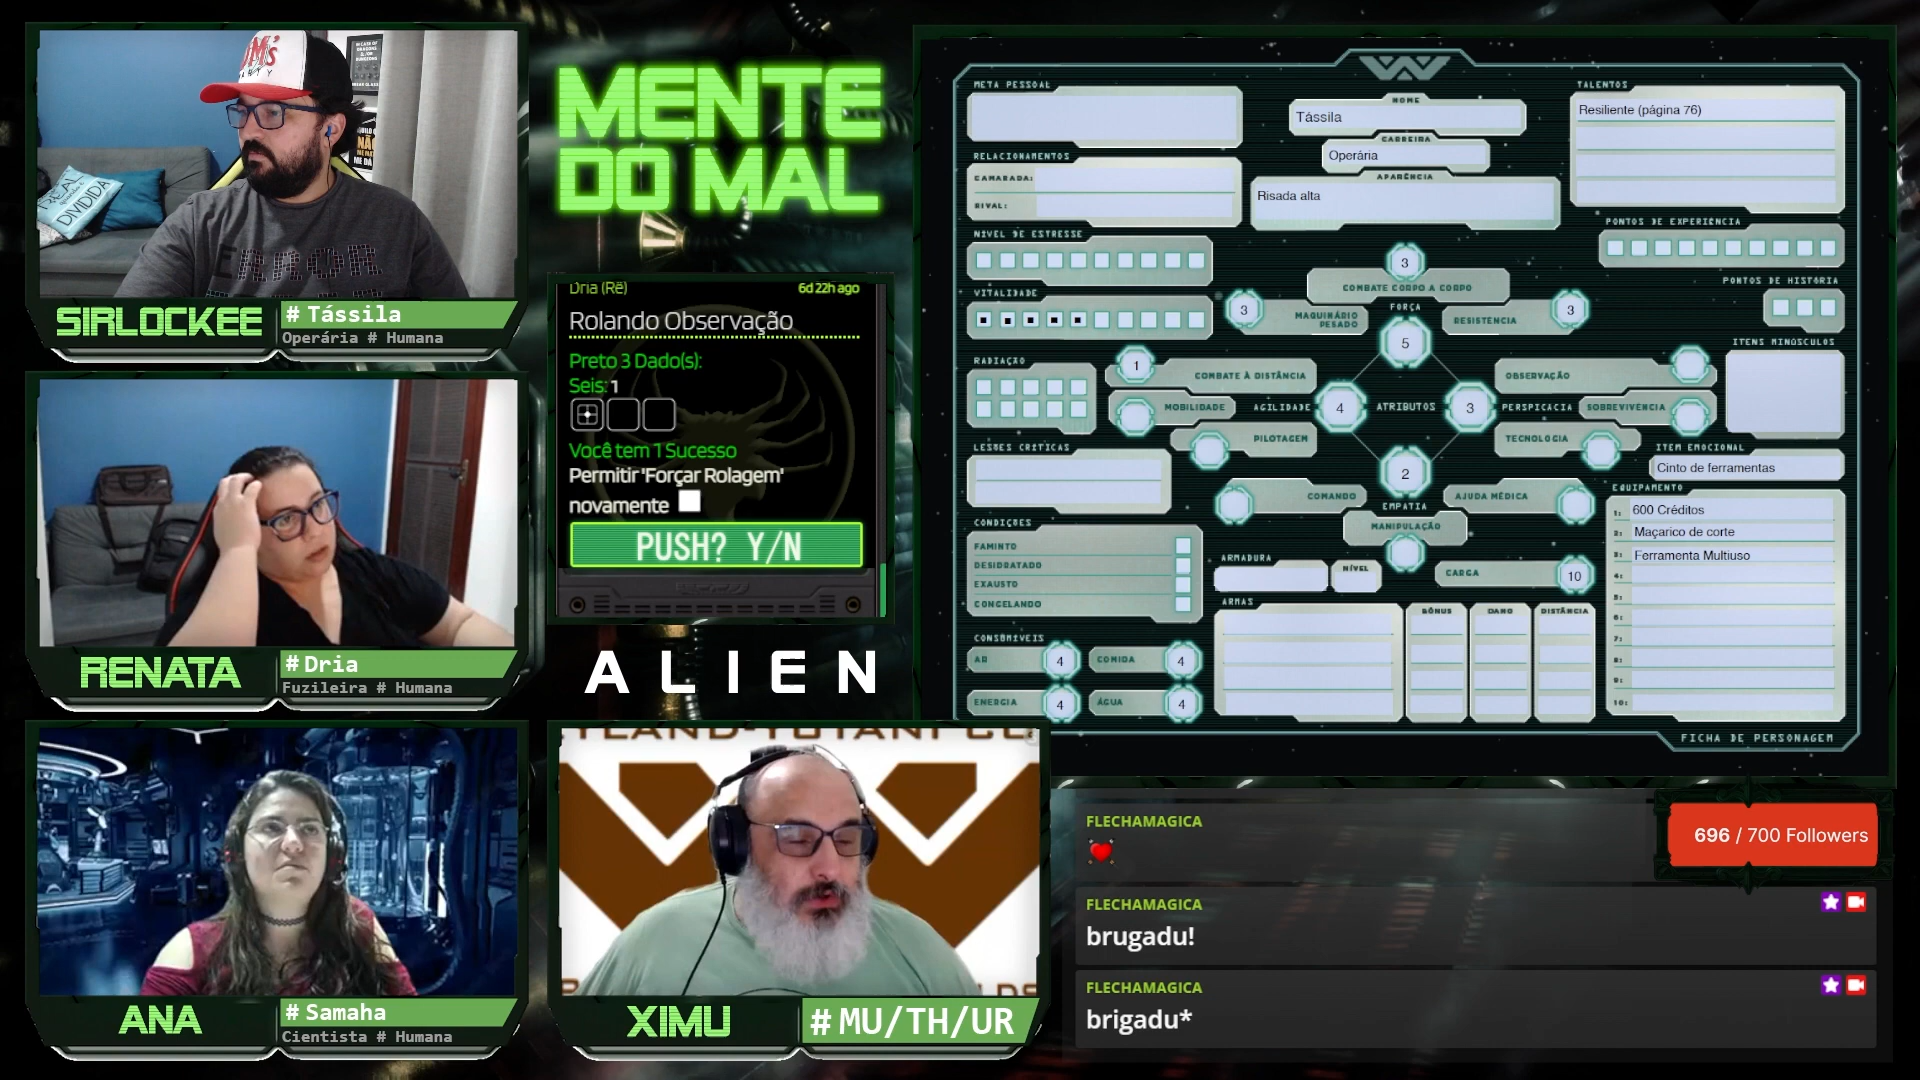 MENTE
DO MAL
SIRLOCKEE
# Tássila
Operária # Humana
RENATA
# Dria
Fuzileira # Humana
ANA
# Samaha
Cientista # Humana
XIMU
# MU/TH/UR
Dria (Rê)
6d 22h ago
Rolando Observação
Preto 3 Dado(s):
Seis: 1
Você tem 1 Sucesso
Permitir 'Forçar Rolagem'
novamente
PUSH? Y/N
ALIEN
META PESSOAL
RELACIONAMENTOS
CAMARADA:
RIVAL:
NÍVEL DE ESTRESSE
VITALIDADE
RADIAÇÃO
LESÕES CRÍTICAS
CONDIÇÕES
FAMINTO
DESIDRATADO
EXAUSTO
CONGELANDO
CONSUMÍVEIS
AR 4
COMIDA 4
ENERGIA 4
ÁGUA 4
NOME
Tássila
CARREIRA
Operária
APARÊNCIA
Risada alta
3
COMBATE CORPO A CORPO
3
MAQUINÁRIO
PESADO
FORÇA
5
RESISTÊNCIA
3
1
COMBATE À DISTÂNCIA
MOBILIDADE
AGILIDADE
4
PILOTAGEM
ATRIBUTOS
3
PERSPICÁCIA
OBSERVAÇÃO
SOBREVIVÊNCIA
TECNOLOGIA
2
EMPATIA
COMANDO
AJUDA MÉDICA
MANIPULAÇÃO
ARMADURA
NÍVEL
CARGA
10
ARMAS
BÔNUS
DANO
DISTÂNCIA
TALENTOS
Resiliente (página 76)
PONTOS DE EXPERIÊNCIA
PONTOS DE HISTÓRIA
ITENS MINÚSCULOS
ITEM EMOCIONAL
Cinto de ferramentas
EQUIPAMENTO
1: 600 Créditos
2: Maçarico de corte
3: Ferramenta Multiuso
4:
5:
6:
7:
8:
9:
10:
FICHA DE PERSONAGEM
696 / 700 Followers
FLECHAMAGICA
FLECHAMAGICA
brugadu!
FLECHAMAGICA
brigadu*